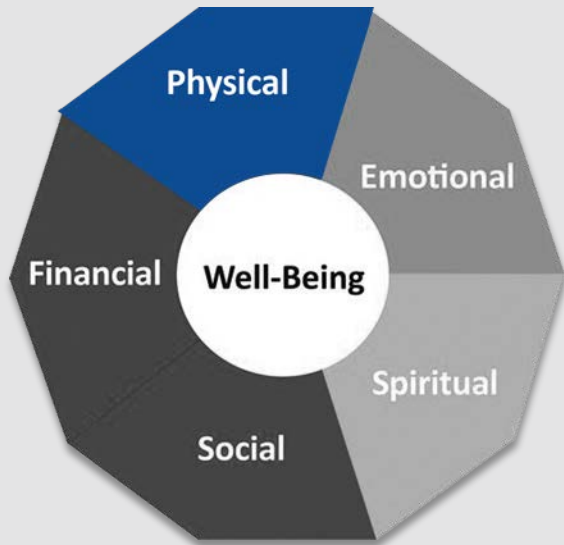 Physical
Emotional
Financial
Well-Being
Spiritual
Social